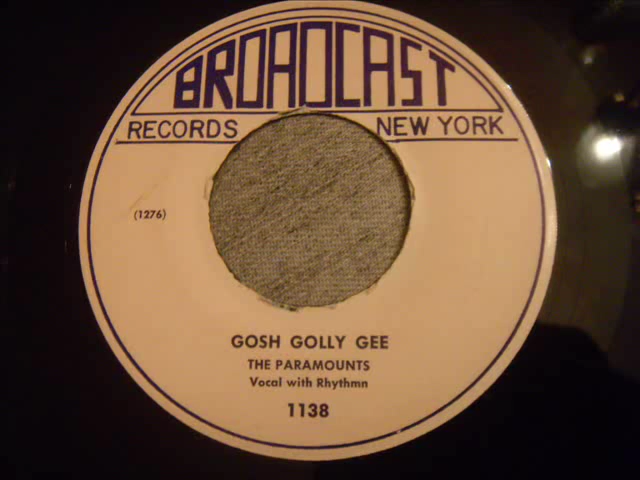 BROADCAST
RECORDS NEW YORK
(1276)
GOSH GOLLY GEE
THE PARAMOUNTS
Vocal with Rhythmn
1138